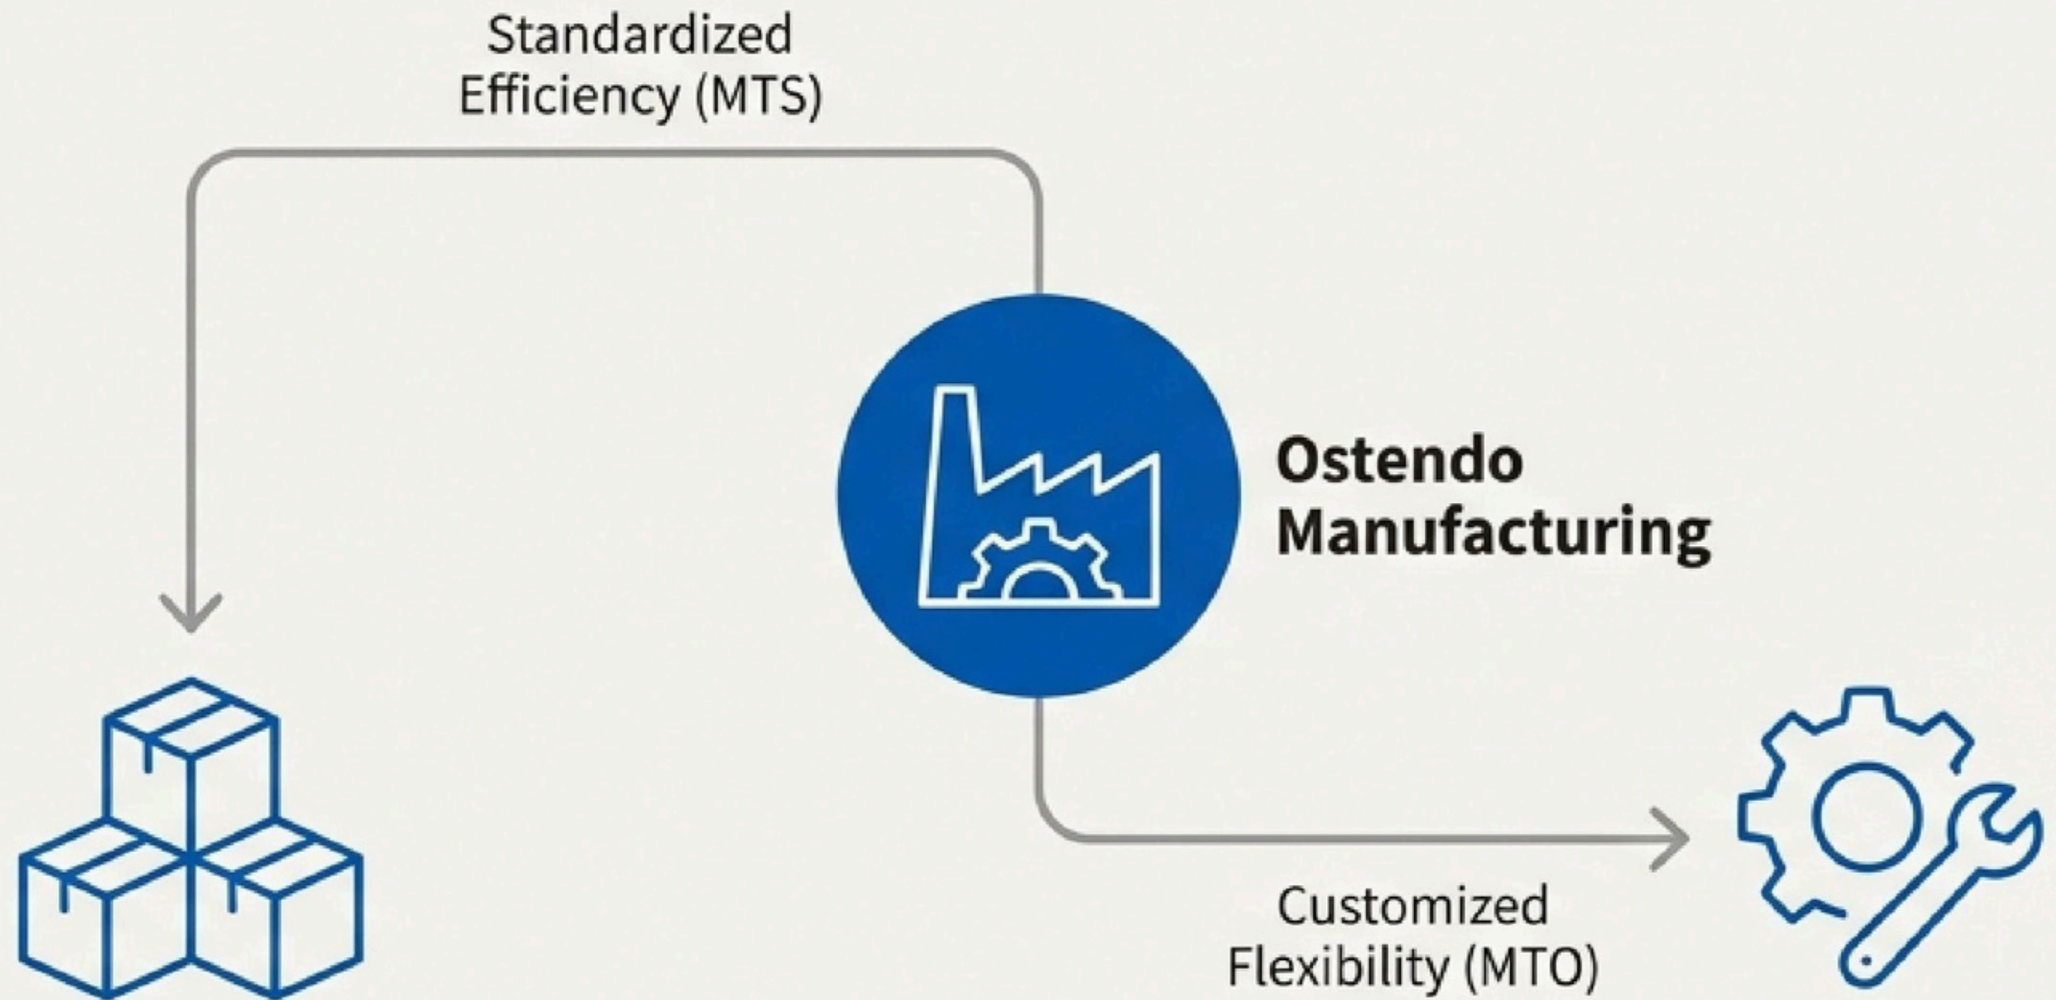 Standardized
Efficiency (MTS)
Ostendo
Manufacturing
Customized
Flexibility (MTO)